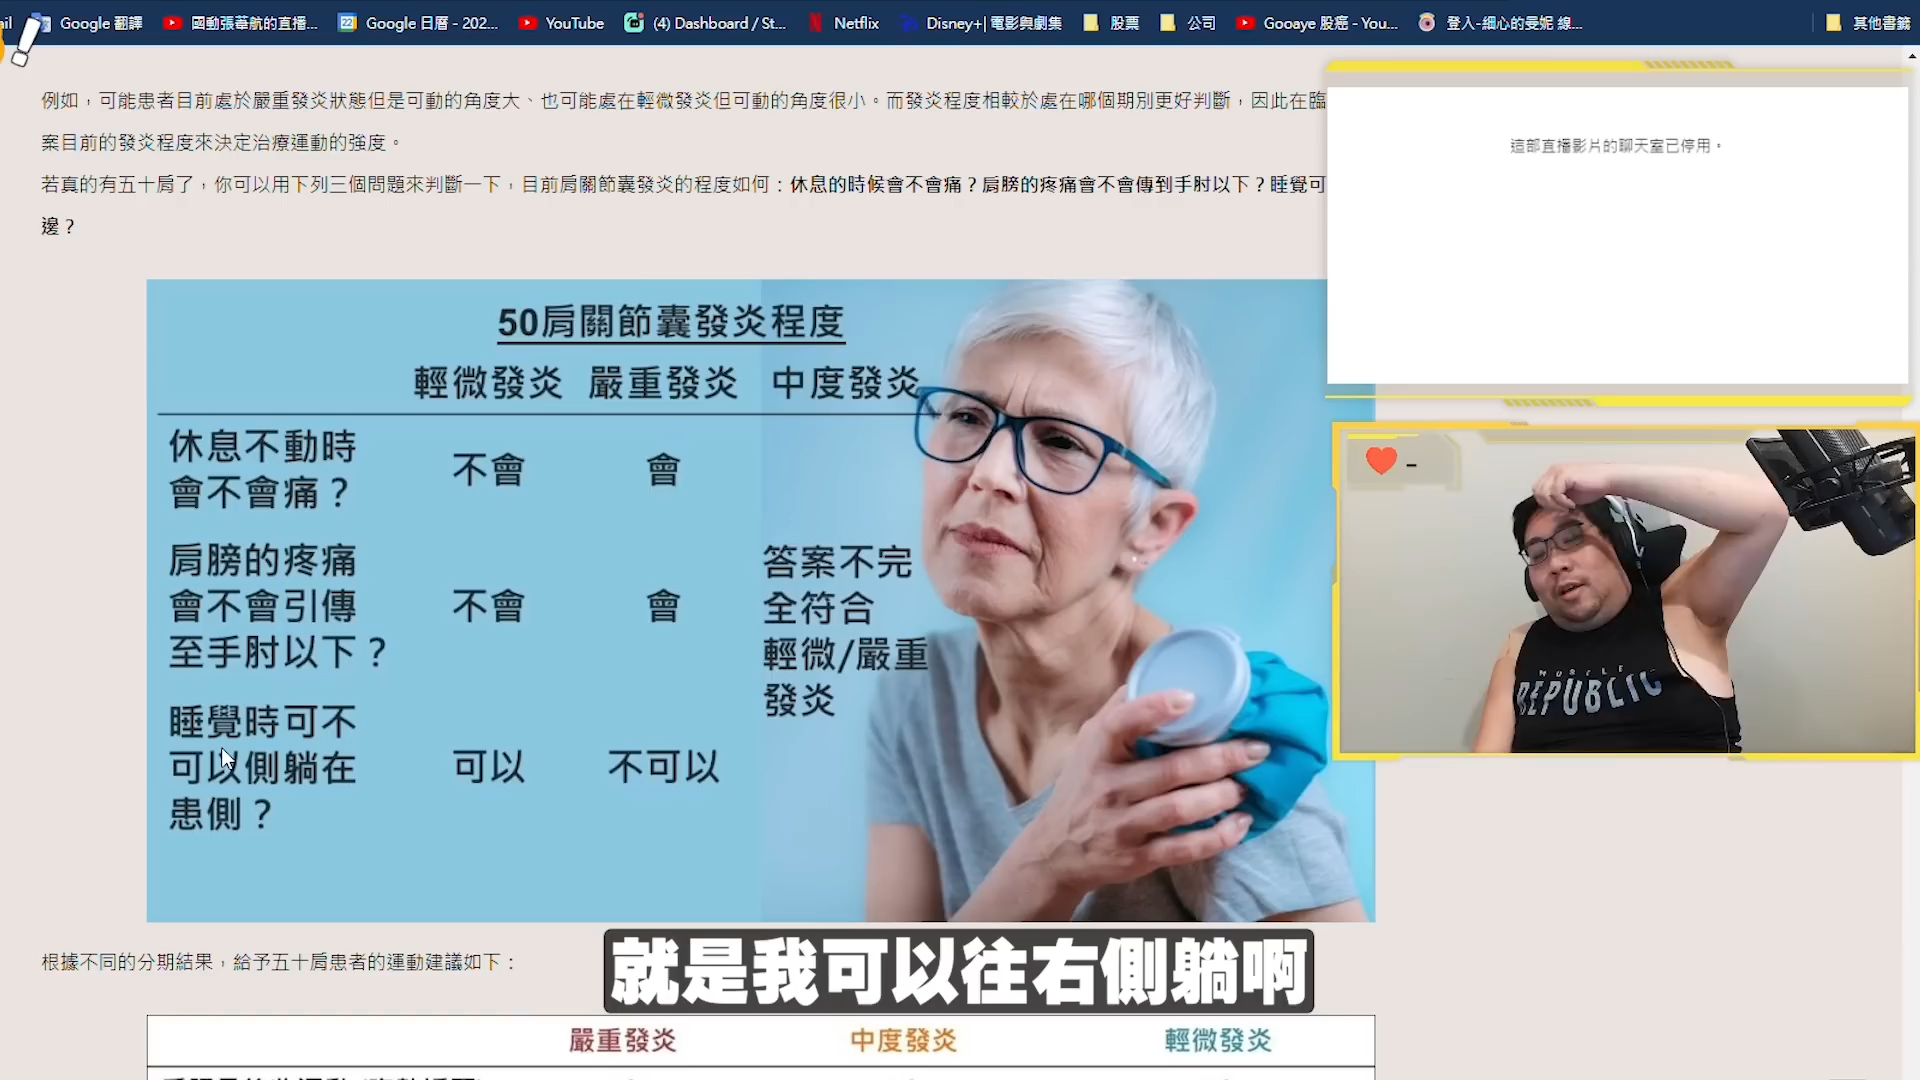 Google 翻譯
國動張葦航的直播...
Google 日曆 - 202...
YouTube
(4) Dashboard / St...
Netflix
Disney+| 電影與劇集
股票
公司
Gooaye 股癌 - You...
登入-細心的曼妮 線...
其他書籤
例如，可能患者目前處於嚴重發炎狀態但是可動的角度大、也可能處在輕微發炎但可動的角度很小。而發炎程度相較於處在哪個期別更好判斷，因此在臨
案目前的發炎程度來決定治療運動的強度。
若真的有五十肩了，你可以用下列三個問題來判斷一下，目前肩關節囊發炎的程度如何：休息的時候會不會痛？肩膀的疼痛會不會傳到手肘以下？睡覺可
邊？
這部直播影片的聊天室已停用。
50肩關節囊發炎程度
輕微發炎 嚴重發炎 中度發炎
休息不動時
會不會痛？
不會 會
肩膀的疼痛
會不會引傳
至手肘以下？
不會 會
答案不完
全符合
輕微/嚴重
發炎
睡覺時可不
可以側躺在
患側？
可以 不可以
-
MUSCLE
REPUBLIC
根據不同的分期結果，給予五十肩患者的運動建議如下：
就是我可以往右側躺啊
嚴重發炎 中度發炎 輕微發炎